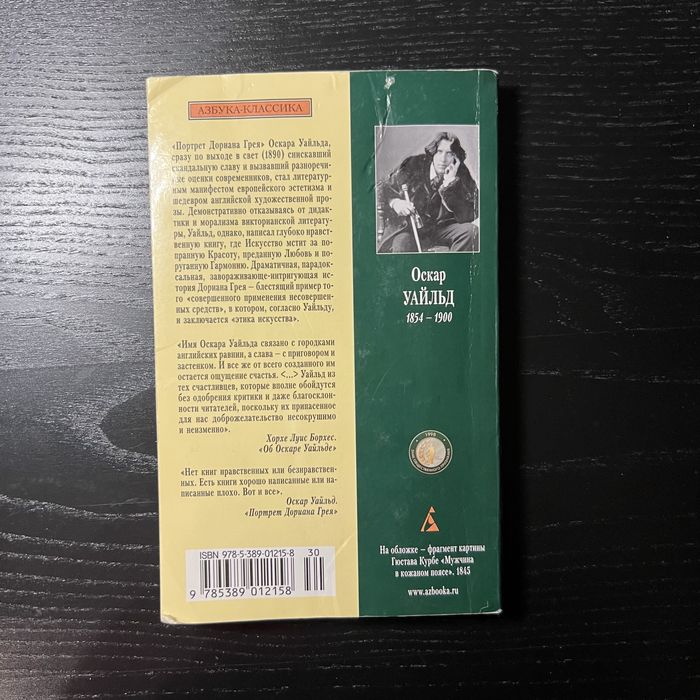 АЗБУКА-КЛАССИКА
«Портрет Дориана Грея» Оскара Уайльда,
сразу по выходе в свет (1890) снискавший
скандальную славу и вызвавший разноречи-
вые оценки современников, стал литератур-
ным манифестом европейского эстетизма и
шедевром английской художественной про-
зы. Демонстративно отказываясь от дидак-
тики и морализма викторианской литерату-
ры, Уайльд, однако, написал глубоко нравст-
венную книгу, где Искусство мстит за по-
пранную Красоту, преданную Любовь и по-
руганную Гармонию. Драматичная, парадок-
сальная, завораживающе-интригующая ис-
тория Дориана Грея – блестящий пример то-
го «совершенного применения несовершен-
ных средств», в котором, согласно Уайльду,
и заключается «этика искусства».
«Имя Оскара Уайльда связано с городками
английских равнин, а слава – с приговором и
застенком. И все же от всего созданного им
остается ощущение счастья. <...> Уайльд из
тех счастливцев, которые вполне обойдутся
без одобрения критики и даже благосклон-
ности читателей, поскольку их припасенное
для нас доброжелательство несокрушимо
и неизменно».
Хорхе Луис Борхес.
«Об Оскаре Уайльде»
«Нет книг нравственных или безнравствен-
ных. Есть книги хорошо написанные или на-
писанные плохо. Вот и все».
Оскар Уайльд.
«Портрет Дориана Грея»
ISBN 978-5-389-01215-8 30
9 785389 012158
Оскар
УАЙЛЬД
1854 – 1900
1998
На обложке – фрагмент картины
Гюстава Курбе «Мужчина
в кожаном поясе». 1845
www.azbooka.ru